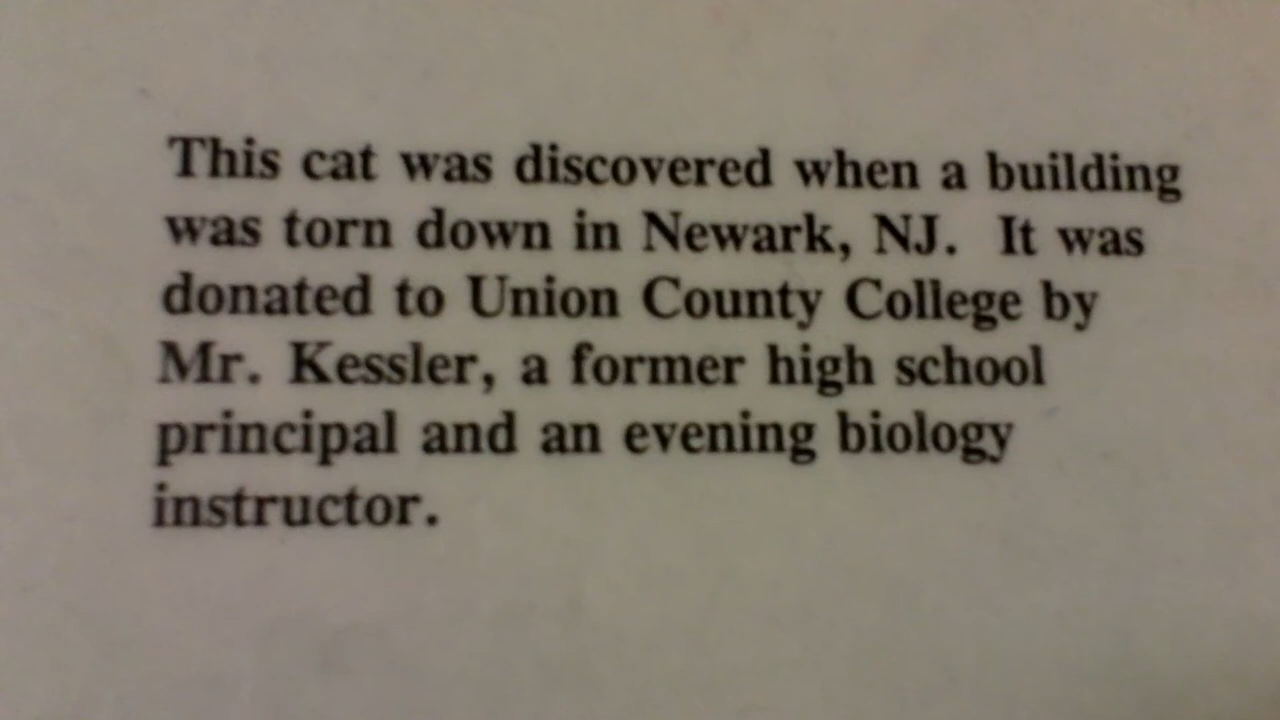 This cat was discovered when a building
was torn down in Newark, NJ.  It was
donated to Union County College by
Mr. Kessler, a former high school
principal and an evening biology
instructor.